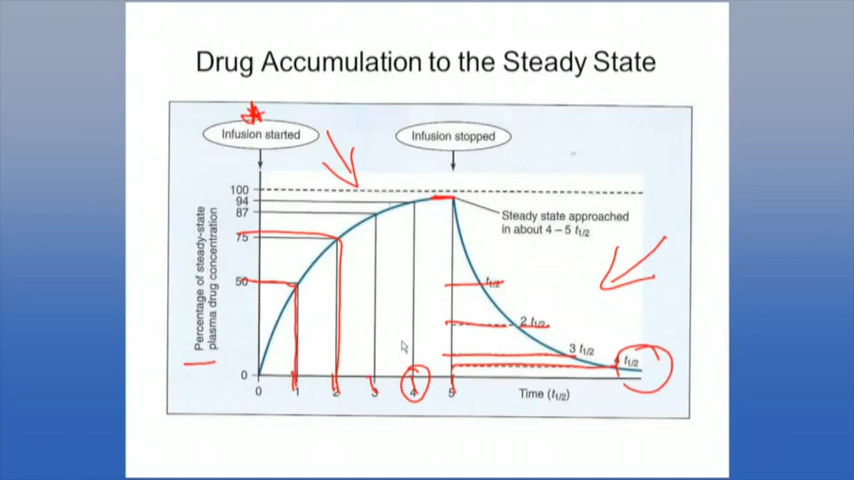 Drug Accumulation to the Steady State
Infusion started
Infusion stopped
100
94
87
75
50
0
Percentage of steady-state
plasma drug concentration
Steady state approached
in about 4 – 5 t1/2
t1/2
2 t1/2
3 t1/2
4 t1/2
0 1 2 3 4 5
Time (t1/2)